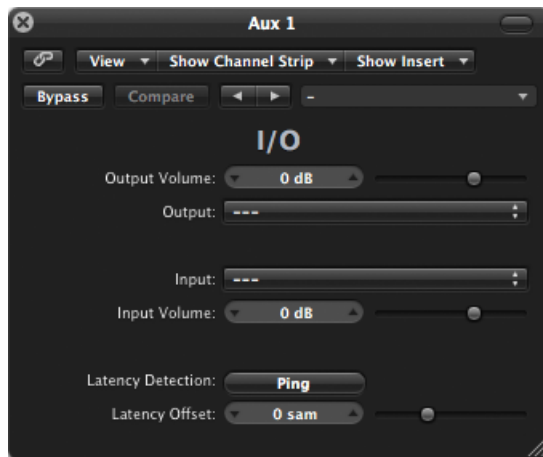 Aux 1
View Show Channel Strip Show Insert
Bypass Compare -
I/O
Output Volume: 0 dB
Output: ---
Input: ---
Input Volume: 0 dB
Latency Detection: Ping
Latency Offset: 0 sam